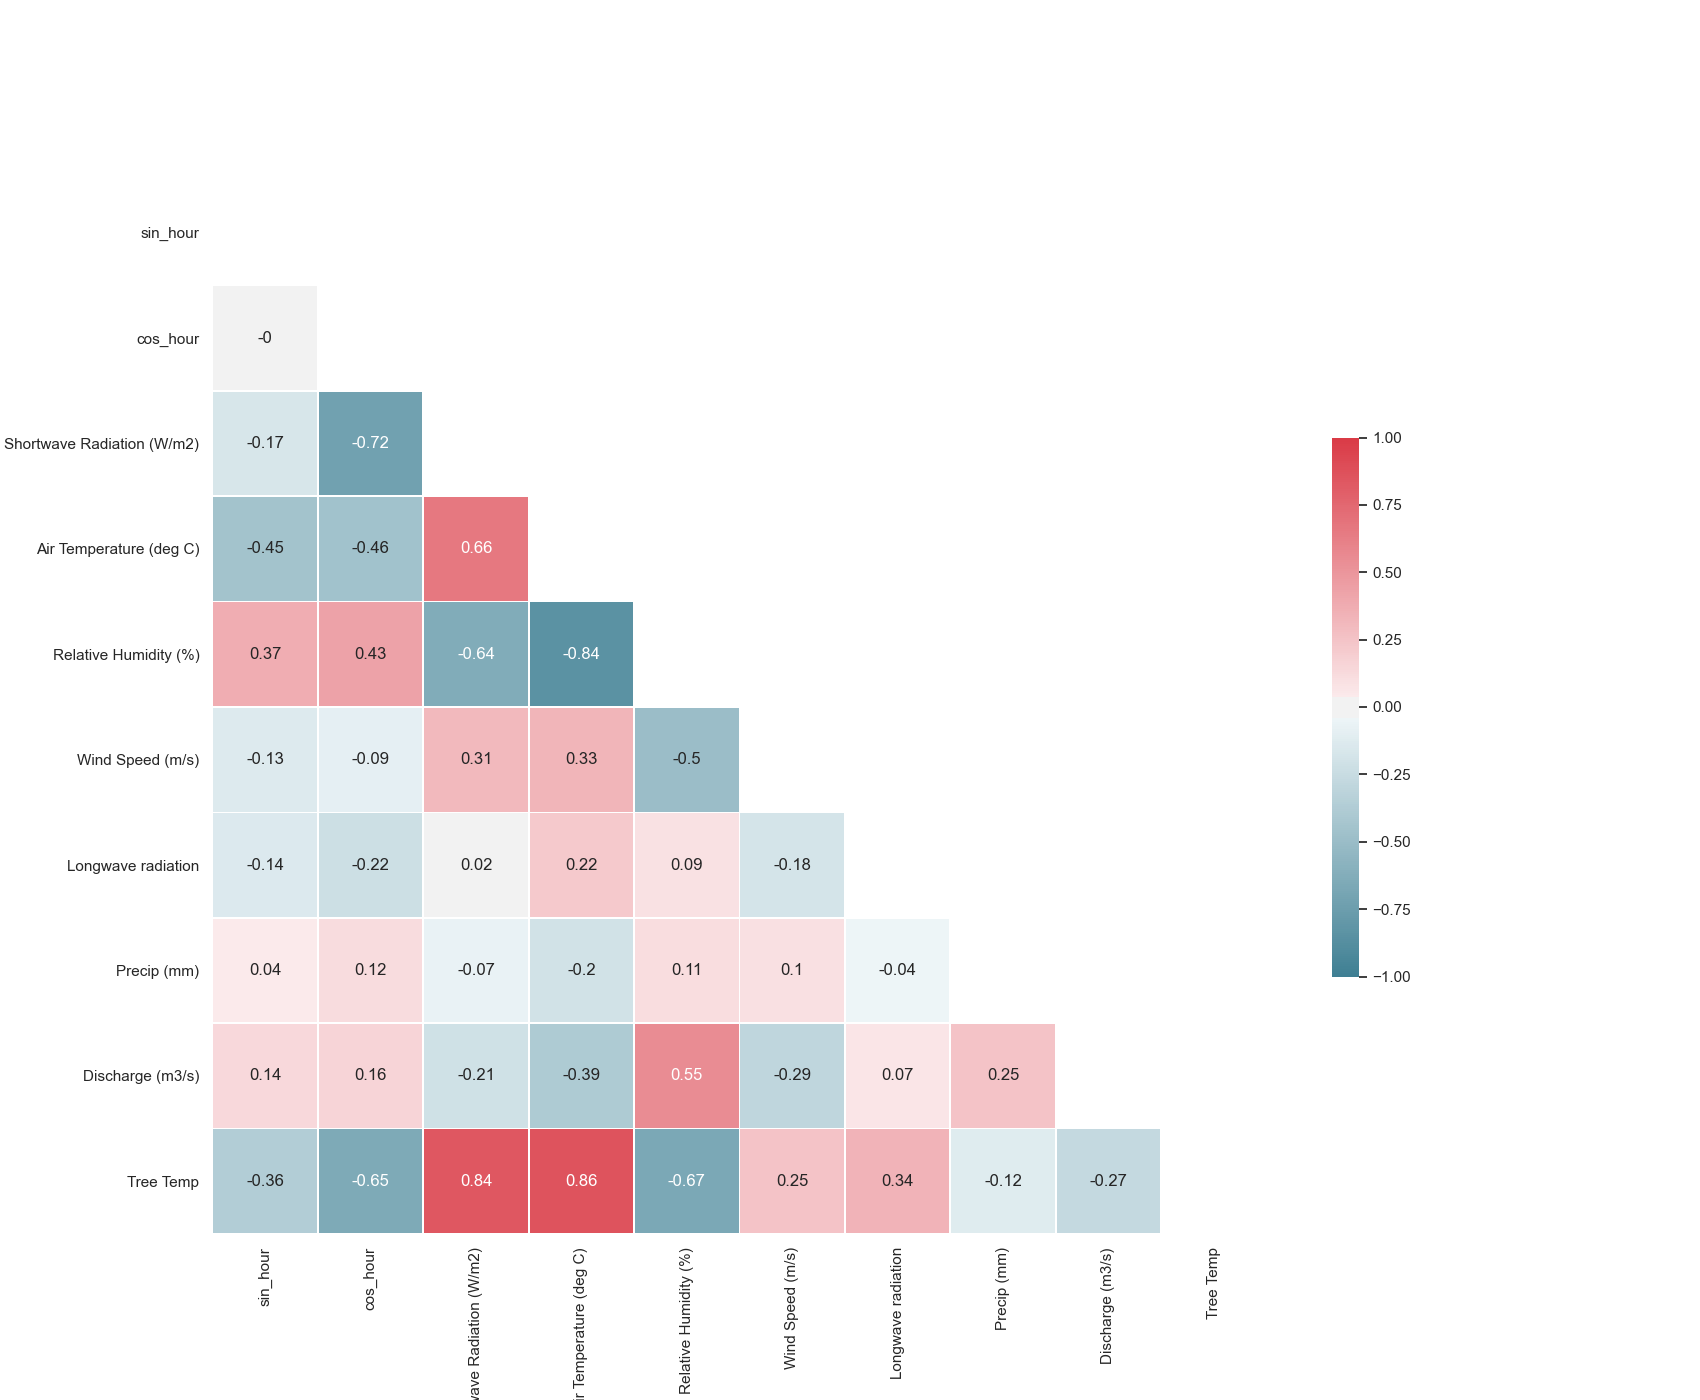 sin_hour
cos_hour -0
Shortwave Radiation (W/m2) -0.17 -0.72
Air Temperature (deg C) -0.45 -0.46 0.66
Relative Humidity (%) 0.37 0.43 -0.64 -0.84
Wind Speed (m/s) -0.13 -0.09 0.31 0.33 -0.5
Longwave radiation -0.14 -0.22 0.02 0.22 0.09 -0.18
Precip (mm) 0.04 0.12 -0.07 -0.2 0.11 0.1 -0.04
Discharge (m3/s) 0.14 0.16 -0.21 -0.39 0.55 -0.29 0.07 0.25
Tree Temp -0.36 -0.65 0.84 0.86 -0.67 0.25 0.34 -0.12 -0.27
sin_hour
cos_hour
wave Radiation (W/m2)
ir Temperature (deg C)
Relative Humidity (%)
Wind Speed (m/s)
Longwave radiation
Precip (mm)
Discharge (m3/s)
Tree Temp
1.00
0.75
0.50
0.25
0.00
−0.25
−0.50
−0.75
−1.00